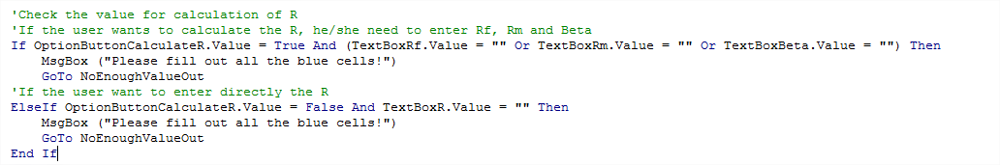 'Check the value for calculation of R
'If the user wants to calculate the R, he/she need to enter Rf, Rm and Beta
If OptionButtonCalculateR.Value = True And (TextBoxRf.Value = "" Or TextBoxRm.Value = "" Or TextBoxBeta.Value = "") Then
    MsgBox ("Please fill out all the blue cells!")
    GoTo NoEnoughValueOut
'If the user want to enter directly the R
ElseIf OptionButtonCalculateR.Value = False And TextBoxR.Value = "" Then
    MsgBox ("Please fill out all the blue cells!")
    GoTo NoEnoughValueOut
End If